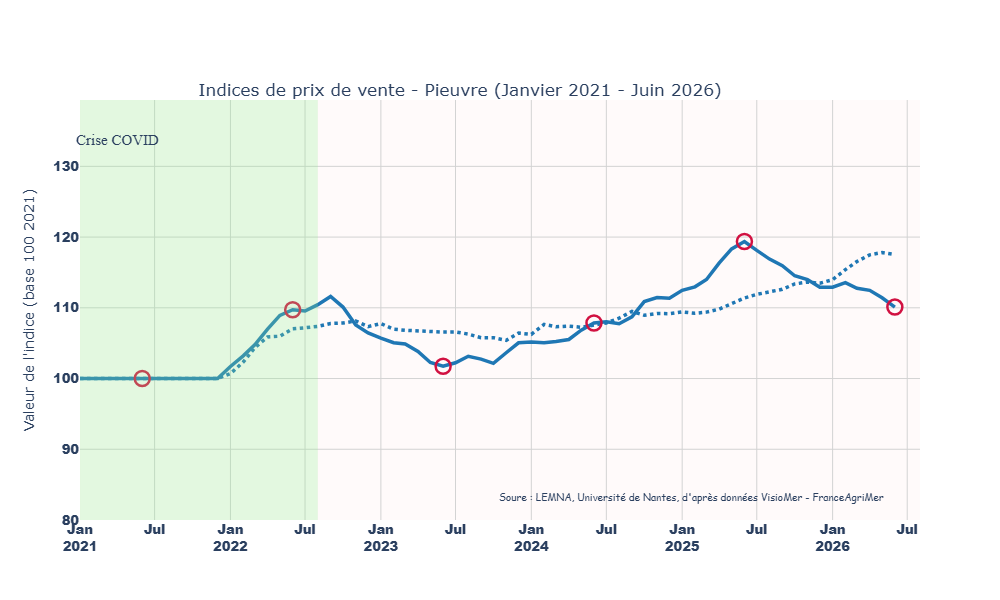 Indices de prix de vente - Pieuvre (Janvier 2021 - Juin 2026)
Crise COVID
Valeur de l'Indice (base 100 2021)
130
120
110
100
90
80
Soure : LEMNA, Université de Nantes, d'après données VisioMer - FranceAgriMer
Jan Jul Jan Jul Jan Jul Jan Jul Jan Jul Jan Jul
2021 2022 2023 2024 2025 2026